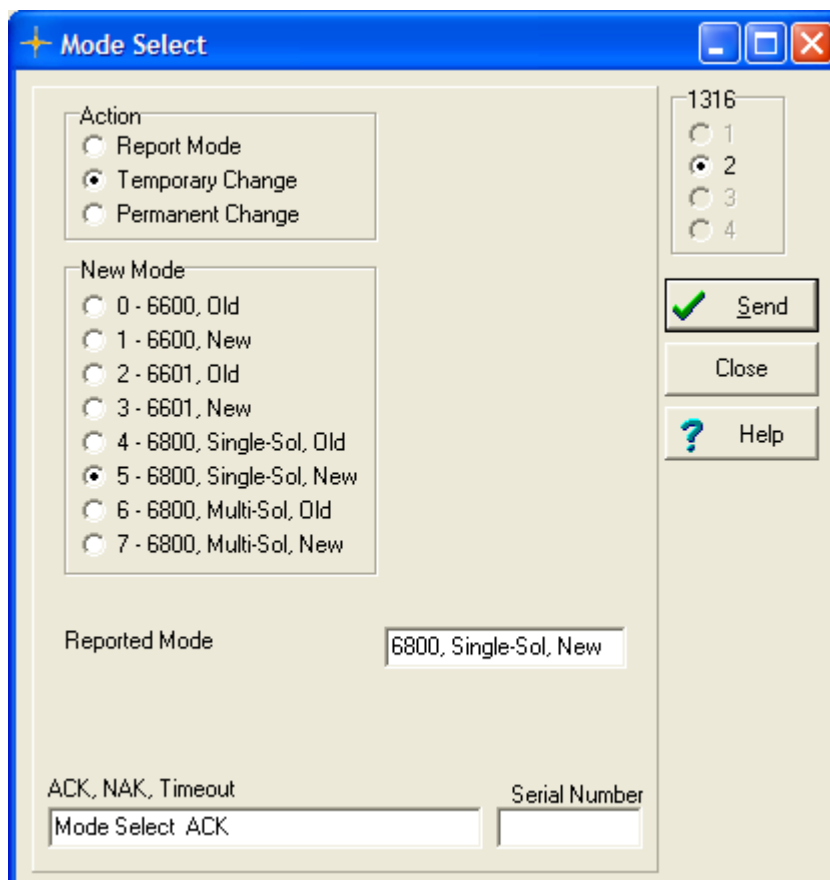 Mode Select
Action
Report Mode
Temporary Change
Permanent Change
New Mode
0 - 6600, Old
1 - 6600, New
2 - 6601, Old
3 - 6601, New
4 - 6800, Single-Sol, Old
5 - 6800, Single-Sol, New
6 - 6800, Multi-Sol, Old
7 - 6800, Multi-Sol, New
Reported Mode
6800, Single-Sol, New
ACK, NAK, Timeout
Serial Number
Mode Select ACK
1316
1
2
3
4
Send
Close
Help